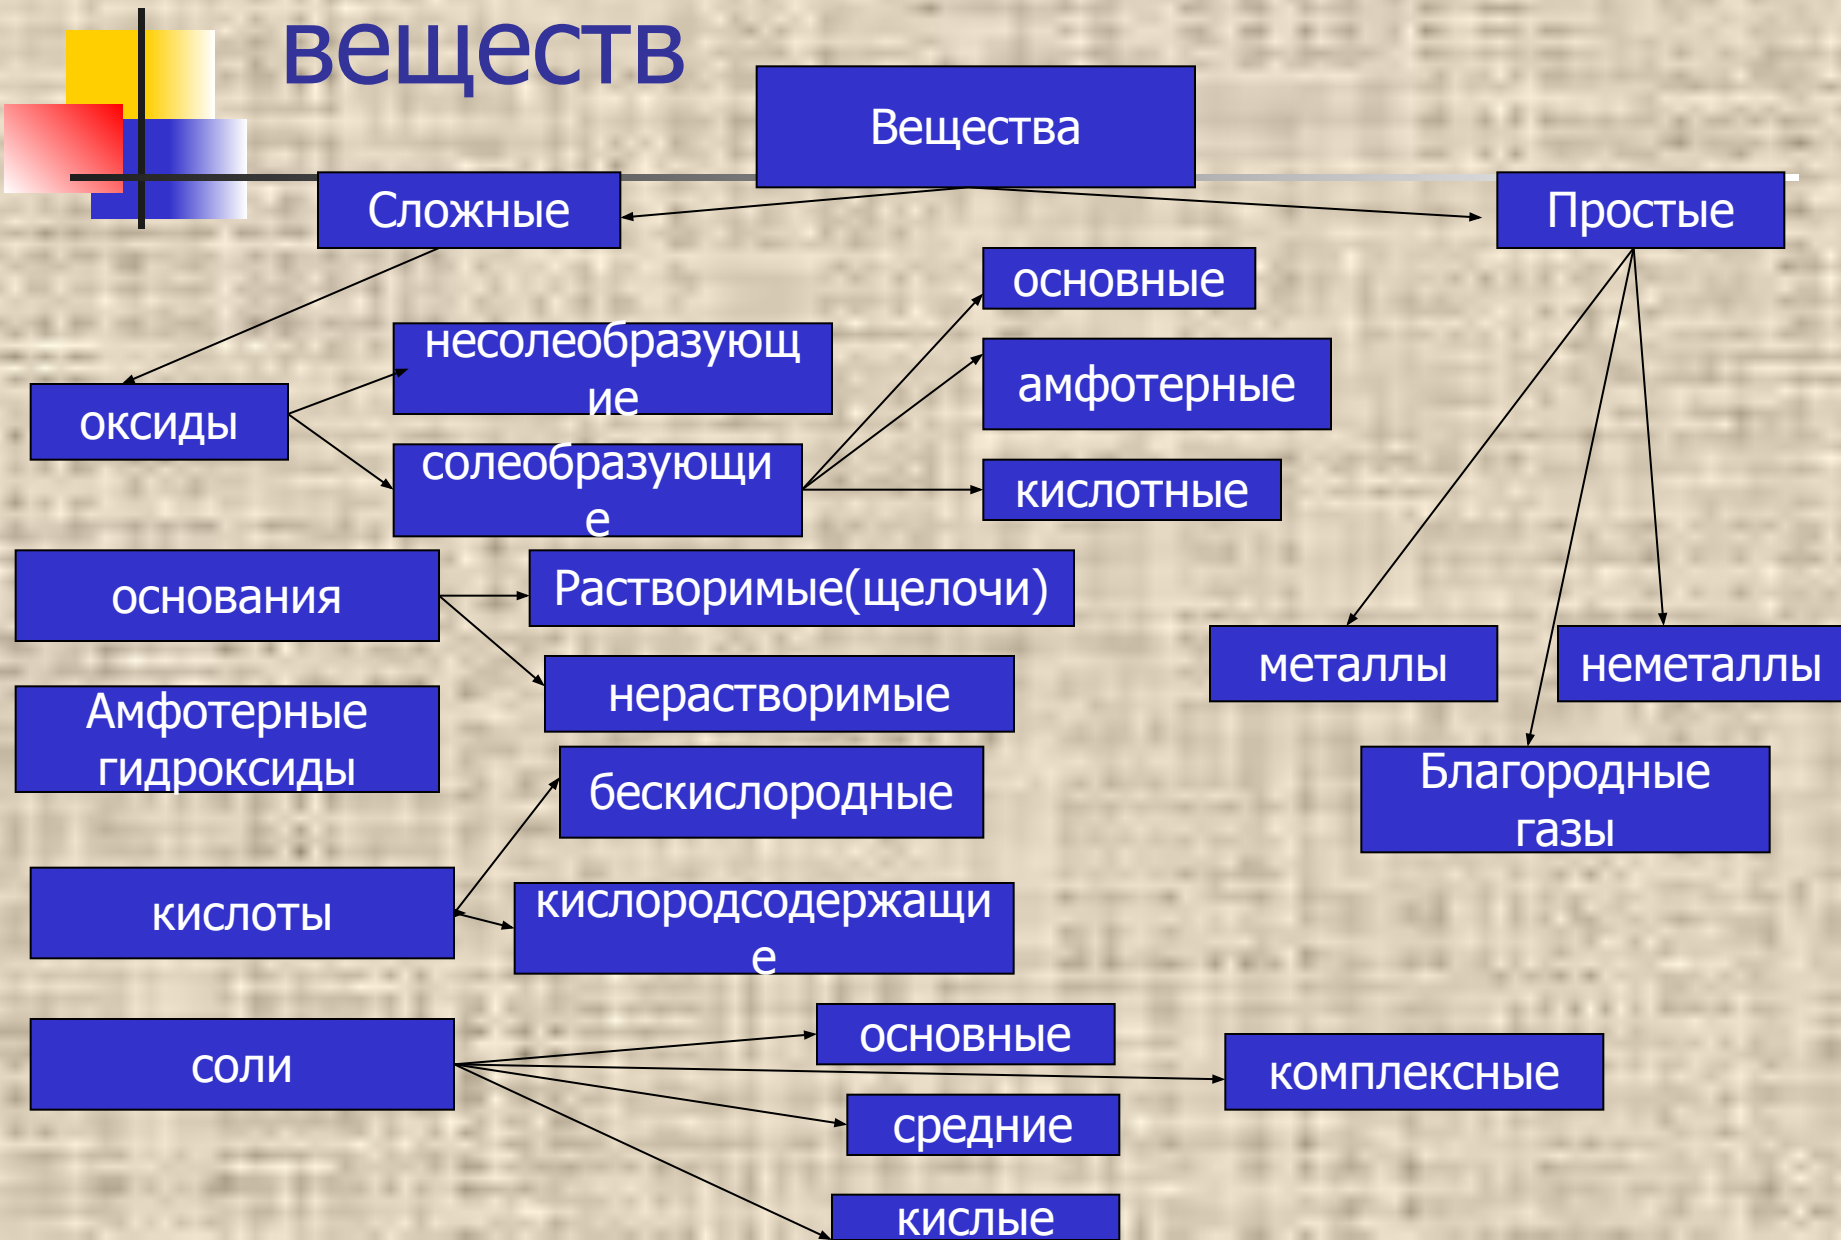 веществ
Вещества
Сложные
Простые
основные
несолеобразующ
ие
амфотерные
оксиды
солеобразующи
е
кислотные
основания
Растворимые(щелочи)
нерастворимые
металлы
неметаллы
Амфотерные
гидроксиды
бескислородные
Благородные
газы
кислоты
кислородсодержащи
е
соли
основные
комплексные
средние
кислые